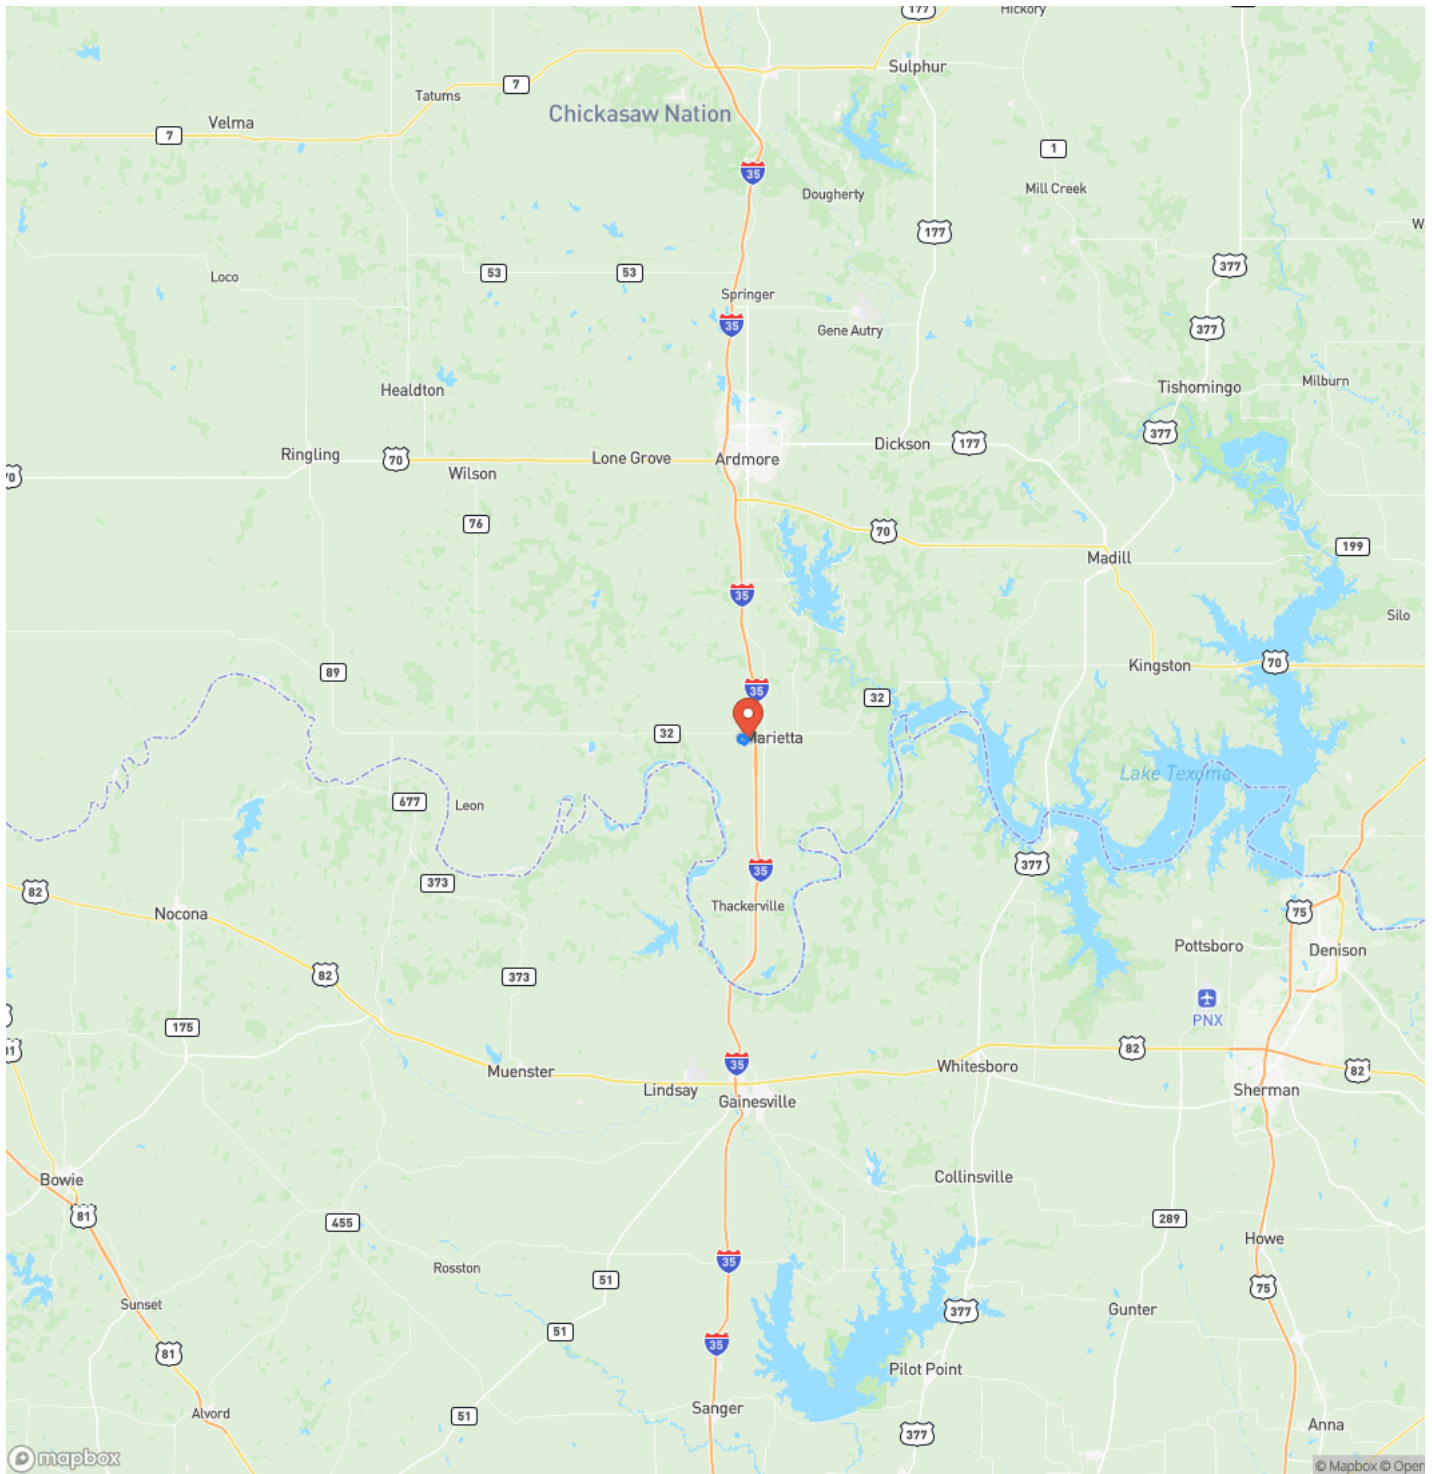 177
Hickory
Sulphur
7
Tatums
Chickasaw Nation
Velma
7
1
35
Mill Creek
Dougherty
177
W
377
53
53
Loco
Springer
35
Gene Autry
377
Healdton
Tishomingo
Milburn
377
Dickson
177
Ringling
70
Lone Grove
Ardmore
Wilson
70
76
70
199
Madill
35
Silo
Kingston
70
89
35
32
32
Marietta
Lake Texoma
677
Leon
377
35
373
82
Thackerville
75
Nocona
Pottsboro
Denison
82
373
PNX
175
82
31
35
Whitesboro
82
Muenster
Lindsay
Sherman
Gainesville
Collinsville
Bowie
81
455
289
Howe
35
Rosston
51
75
Sunset
377
Gunter
51
35
81
Pilot Point
Sanger
Alvord
51
Anna
377
mapbox
© Mapbox © Open